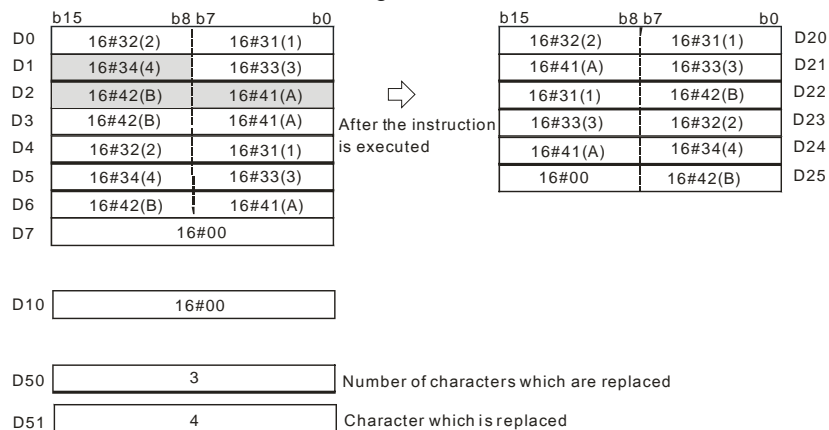 b15 b8 b7 b0 b15 b8 b7 b0
D0 16#32(2) 16#31(1) 16#32(2) 16#31(1) D20
D1 16#34(4) 16#33(3) 16#41(A) 16#33(3) D21
D2 16#42(B) 16#41(A) 16#31(1) 16#42(B) D22
D3 16#42(B) 16#41(A) After the instruction 16#33(3) 16#32(2) D23
D4 16#32(2) 16#31(1) is executed 16#41(A) 16#34(4) D24
D5 16#34(4) 16#33(3) 16#00 16#42(B) D25
D6 16#42(B) 16#41(A)
D7 16#00
D10 16#00
D50 3 Number of characters which are replaced
D51 4 Character which is replaced